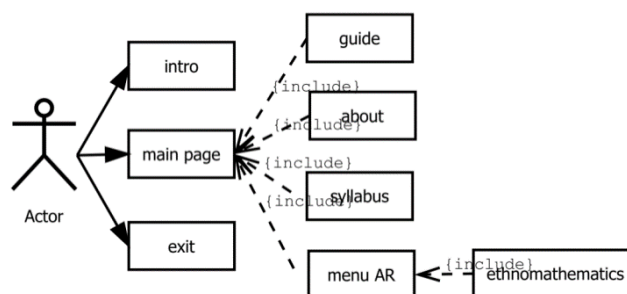 guide
intro
{include}
about
{include}
main page
{include}
Actor
{include}
syllabus
exit
menu AR
{include}
ethnomathematics